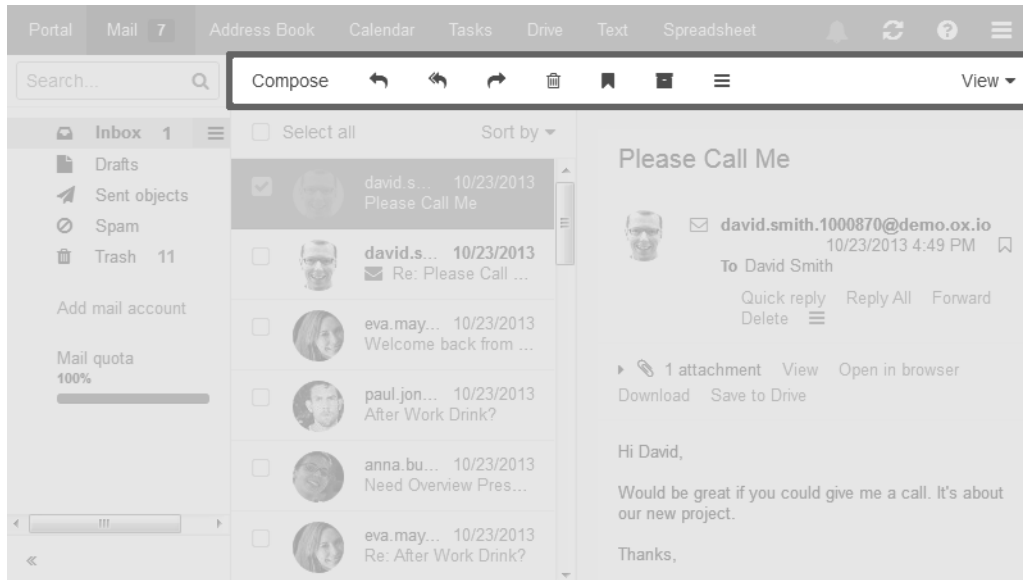 Portal Mail 7 Address Book Calendar Tasks Drive Text Spreadsheet
Search...
Compose View
Inbox 1
Drafts
Sent objects
Spam
Trash 11
Add mail account
Mail quota
100%
Select all Sort by
david.s... 10/23/2013
Please Call Me
david.s... 10/23/2013
Re: Please Call ...
eva.may... 10/23/2013
Welcome back from ...
paul.jon... 10/23/2013
After Work Drink?
anna.bu... 10/23/2013
Need Overview Pres...
eva.may... 10/23/2013
Re: After Work Drink?
Please Call Me
david.smith.1000870@demo.ox.io
10/23/2013 4:49 PM
To David Smith
Quick reply Reply All Forward
Delete
1 attachment View Open in browser
Download Save to Drive
Hi David,
Would be great if you could give me a call. It's about
our new project.
Thanks,